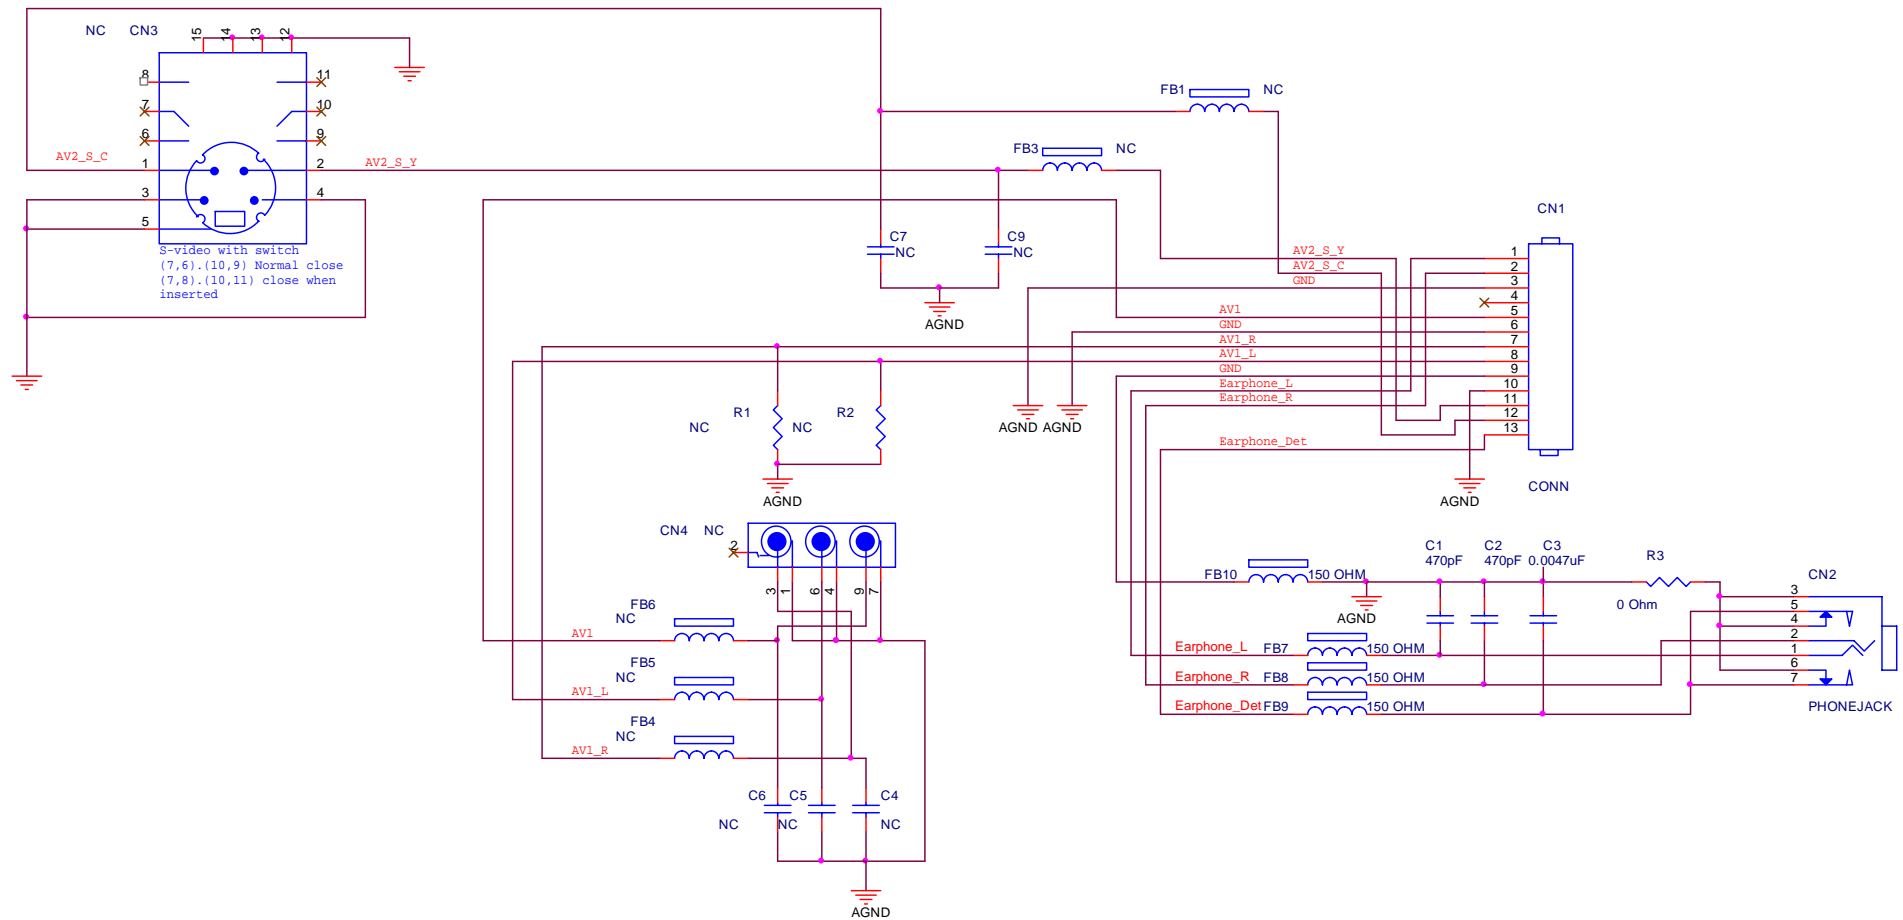 NC CN3
15 14 13 12
8 11
7 10
6 9
AV2_S_C 1 2 AV2_S_Y
3 4
5
S-video with switch
(7,6).(10,9) Normal close
(7,8).(10,11) close when
inserted
FB1 NC
FB3 NC
C7
NC
C9
NC
AGND
CN1
AV2_S_Y 1
AV2_S_C 2
GND 3
4
AV1 5
GND 6
AV1_R 7
AV1_L 8
GND 9
Earphone_L 10
Earphone_R 11
12
13
Earphone_Det
AGND AGND
AGND
CONN
R1
NC
R2
NC
AGND
CN4 NC
2
3 1 6 4 9 7
FB6
NC
AV1
FB5
NC
AV1_L
FB4
NC
AV1_R
C6 C5 C4
NC NC NC
AGND
FB10 150 OHM
AGND
C1
470pF
C2
470pF
C3
0.0047uF
R3
0 Ohm
CN2
3
5
4
2
1
6
7
PHONEJACK
Earphone_L FB7 150 OHM
Earphone_R FB8 150 OHM
Earphone_Det FB9 150 OHM